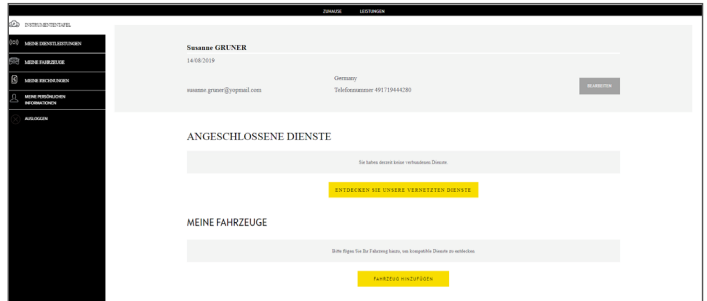 ZUHAUSE LEISTUNGEN
INSTRUMENTENTAFEL
MEINE DIENSTLEISTUNGEN
MEINE FAHRZEUGE
MEINE RECHNUNGEN
MEINE PERSÖNLICHEN
INFORMATIONEN
AUSLOGGEN
Susanne GRUNER
14/08/2019
Germany
susanne.gruner@yopmail.com
Telefonnummer 491719444280
BEARBEITEN
ANGESCHLOSSENE DIENSTE
Sie haben derzeit keine verbundenen Dienste.
ENTDECKEN SIE UNSERE VERNETZTEN DIENSTE
MEINE FAHRZEUGE
Bitte fügen Sie Ihr Fahrzeug hinzu, um kompatible Dienste zu entdecken
FAHRZEUG HINZUFÜGEN